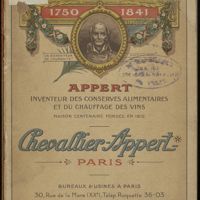 1750 1841
APPERT
INVENTEUR DES CONSERVES ALIMENTAIRES
ET DU CHAUFFAGE DES VINS
MAISON CENTENAIRE FONDÉE EN 1812
Chevallier-Appert
PARIS
BUREAUX & USINES A PARIS
30, Rue de la Mare (XXe), Télép. Roquette 36-03